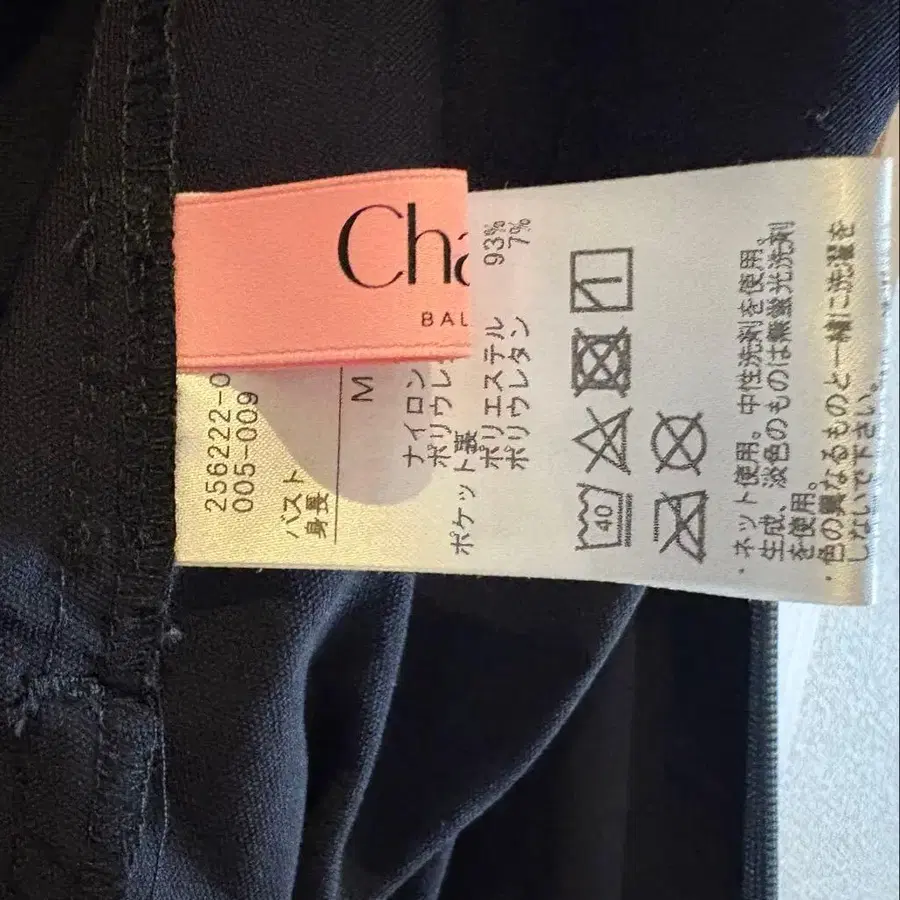 Cha
BAL
256222-0
005-009
バスト
身長
M
ナイロン
ポリウレ
ポケット裏
ポリエステル 93%
ポリウレタン 7%
40
・ネット使用。中性洗剤を使用。
生成、淡色のものは無蛍光洗剤
を使用。
・色の異なるものと一緒に洗濯を
しないで下さい。